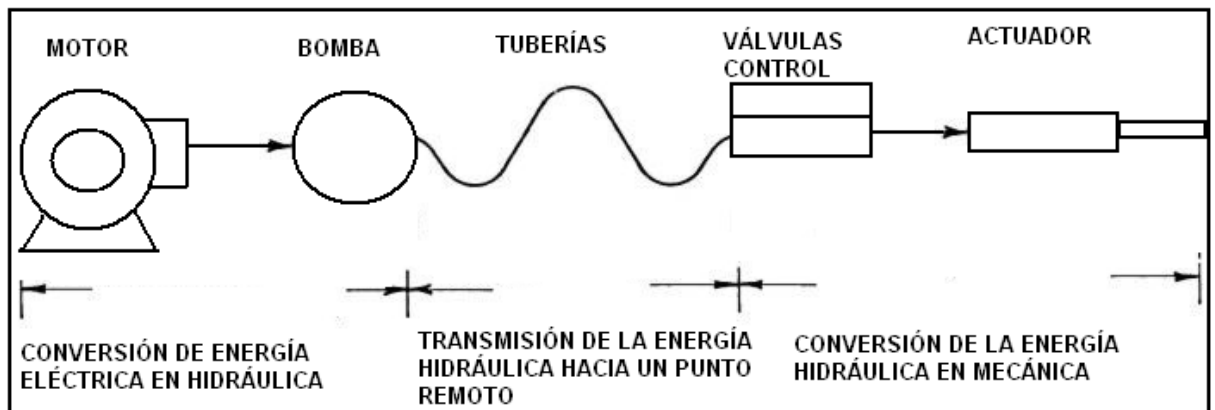 MOTOR
BOMBA
TUBERÍAS
VÁLVULAS
CONTROL
ACTUADOR
CONVERSIÓN DE ENERGÍA
ELÉCTRICA EN HIDRÁULICA
TRANSMISIÓN DE LA ENERGÍA
HIDRÁULICA HACIA UN PUNTO
REMOTO
CONVERSIÓN DE LA ENERGÍA
HIDRÁULICA EN MECÁNICA